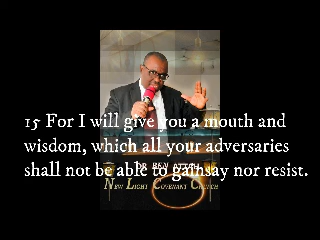 15 For I will give you a mouth and
wisdom, which all your adversaries
shall not be able to gainsay nor resist.
New Light Covenant Church